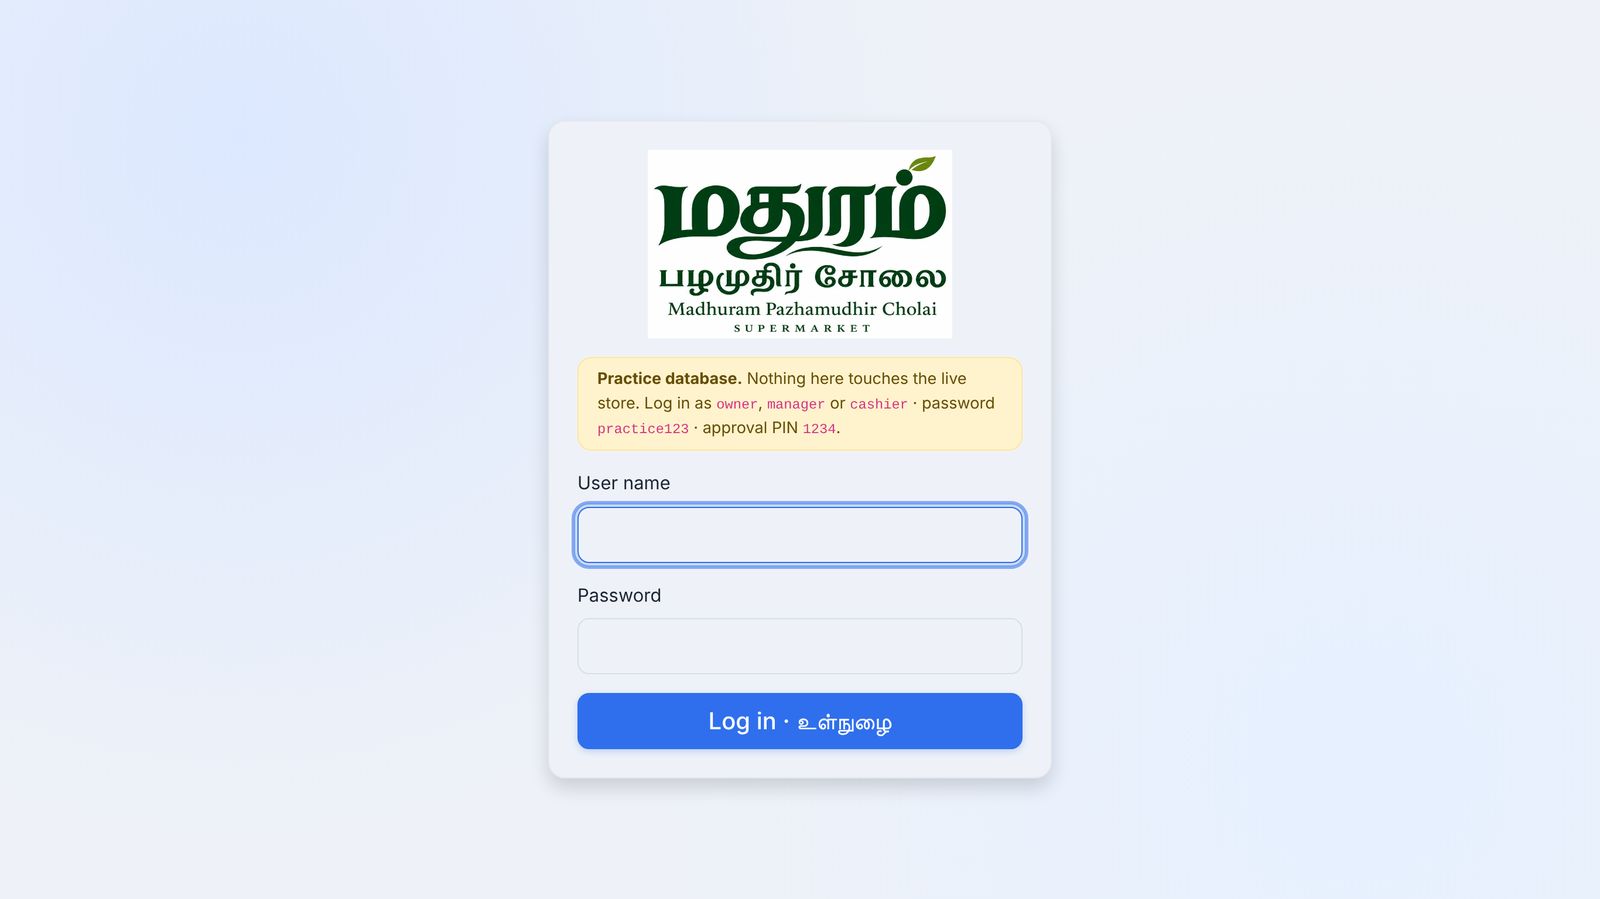 மதுரம்
பழமுதிர் சோலை
Madhuram Pazhamudhir Cholai
SUPERMARKET
Practice database. Nothing here touches the live
store. Log in as owner, manager or cashier · password
practice123 · approval PIN 1234.
User name
Password
Log in · உள்நுழை